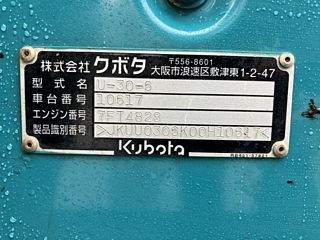 株式会社クボタ
〒556-8601
大阪市浪速区敷津東1-2-47
型式名 U-30-6
車台番号 10617
エンジン番号 7FT4828
製品識別番号 >JKUU0306K00H10617<
Kubota